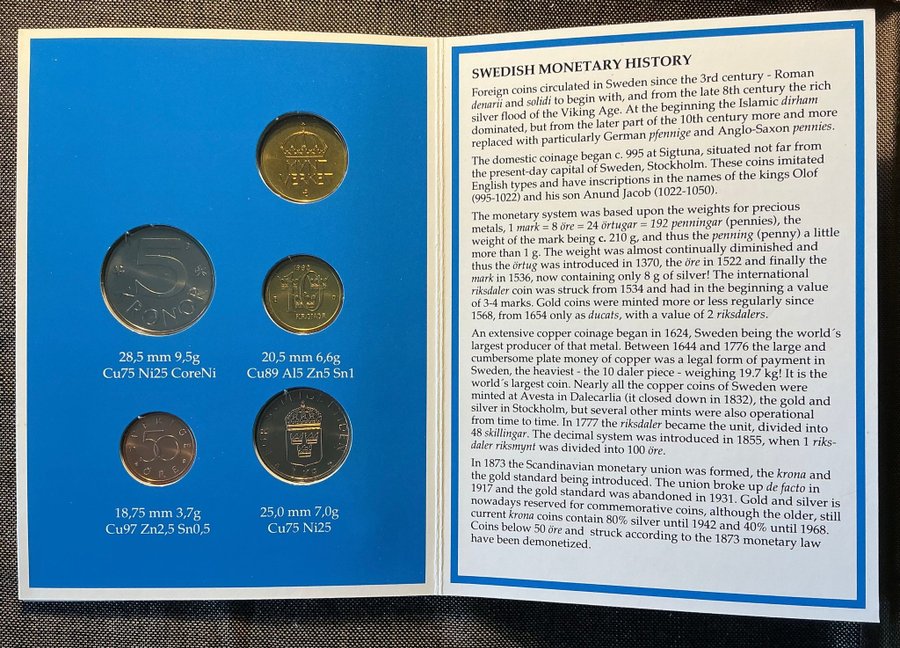 MYNT
VERKET
5
KRONOR
10
KRONOR
28,5 mm 9,5g
Cu75 Ni25 CoreNi
20,5 mm 6,6g
Cu89 Al5 Zn5 Sn1
SVERIGE
50
ÖRE
18,75 mm 3,7g
Cu97 Zn2,5 Sn0,5
25,0 mm 7,0g
Cu75 Ni25
SWEDISH MONETARY HISTORY
Foreign coins circulated in Sweden since the 3rd century - Roman
denarii and solidi to begin with, and from the late 8th century the rich
silver flood of the Viking Age. At the beginning the Islamic dirham
dominated, but from the later part of the 10th century more and more
replaced with particularly German pfennige and Anglo-Saxon pennies.
The domestic coinage began c. 995 at Sigtuna, situated not far from
the present-day capital of Sweden, Stockholm. These coins imitated
English types and have inscriptions in the names of the kings Olof
(995-1022) and his son Anund Jacob (1022-1050).
The monetary system was based upon the weights for precious
metals, 1 mark = 8 öre = 24 örtugar = 192 penningar (pennies), the
weight of the mark being c. 210 g, and thus the penning (penny) a little
more than 1 g. The weight was almost continually diminished and
thus the örtug was introduced in 1370, the öre in 1522 and finally the
mark in 1536, now containing only 8 g of silver! The international
riksdaler coin was struck from 1534 and had in the beginning a value
of 3-4 marks. Gold coins were minted more or less regularly since
1568, from 1654 only as ducats, with a value of 2 riksdalers.
An extensive copper coinage began in 1624, Sweden being the world´s
largest producer of that metal. Between 1644 and 1776 the large and
cumbersome plate money of copper was a legal form of payment in
Sweden, the heaviest - the 10 daler piece - weighing 19.7 kg! It is the
world´s largest coin. Nearly all the copper coins of Sweden were
minted at Avesta in Dalecarlia (it closed down in 1832), the gold and
silver in Stockholm, but several other mints were also operational
from time to time. In 1777 the riksdaler became the unit, divided into
48 skillingar. The decimal system was introduced in 1855, when 1 riks-
daler riksmynt was divided into 100 öre.
In 1873 the Scandinavian monetary union was formed, the krona and
the gold standard being introduced. The union broke up de facto in
1917 and the gold standard was abandoned in 1931. Gold and silver is
nowadays reserved for commemorative coins, although the older, still
current krona coins contain 80% silver until 1942 and 40% until 1968.
Coins below 50 öre and struck according to the 1873 monetary law
have been demonetized.